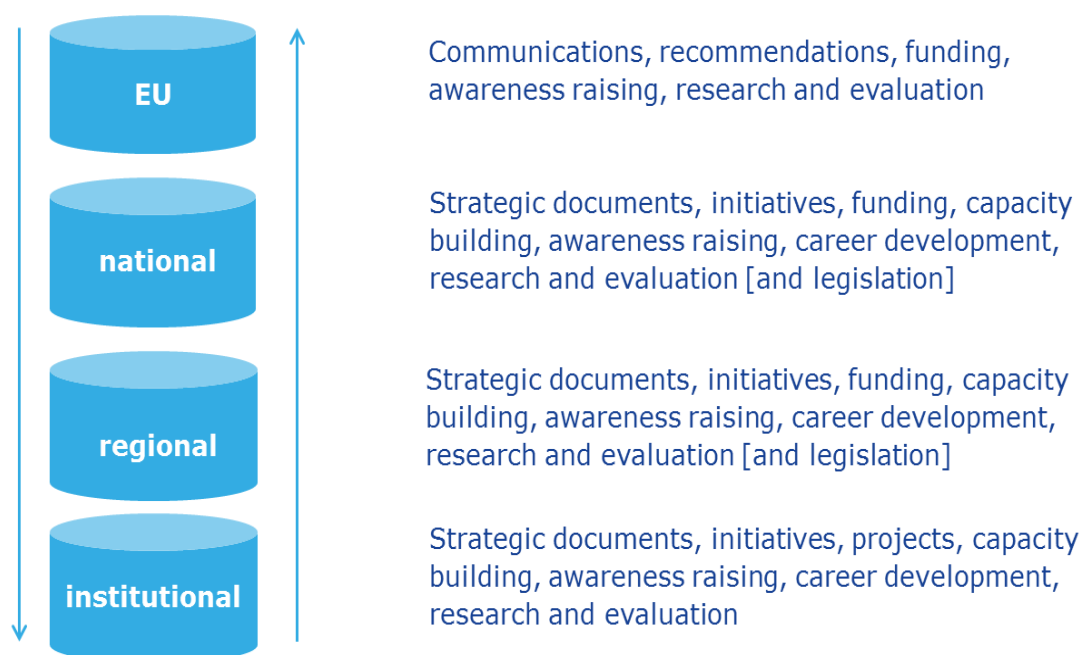 EU
Communications, recommendations, funding,
awareness raising, research and evaluation
national
Strategic documents, initiatives, funding, capacity
building, awareness raising, career development,
research and evaluation [and legislation]
regional
Strategic documents, initiatives, funding, capacity
building, awareness raising, career development,
research and evaluation [and legislation]
institutional
Strategic documents, initiatives, projects, capacity
building, awareness raising, career development,
research and evaluation